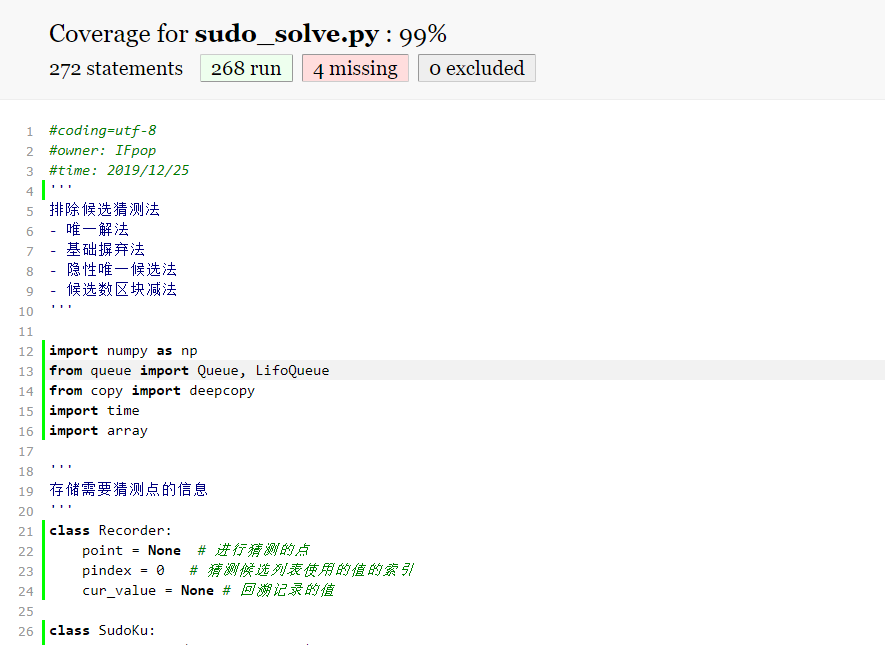 Coverage for sudo_solve.py : 99%
272 statements 268 run 4 missing 0 excluded
1 #coding=utf-8
2 #owner: IFpop
3 #time: 2019/12/25
4 '''
5 排除候选猜测法
6 - 唯一解法
7 - 基础摒弃法
8 - 隐性唯一候选法
9 - 候选数区块减法
10 '''
11
12 import numpy as np
13 from queue import Queue, LifoQueue
14 from copy import deepcopy
15 import time
16 import array
17
18 '''
19 存储需要猜测点的信息
20 '''
21 class Recorder:
22 point = None # 进行猜测的点
23 pindex = 0 # 猜测候选列表使用的值的索引
24 cur_value = None # 回溯记录的值
25
26 class SudoKu: